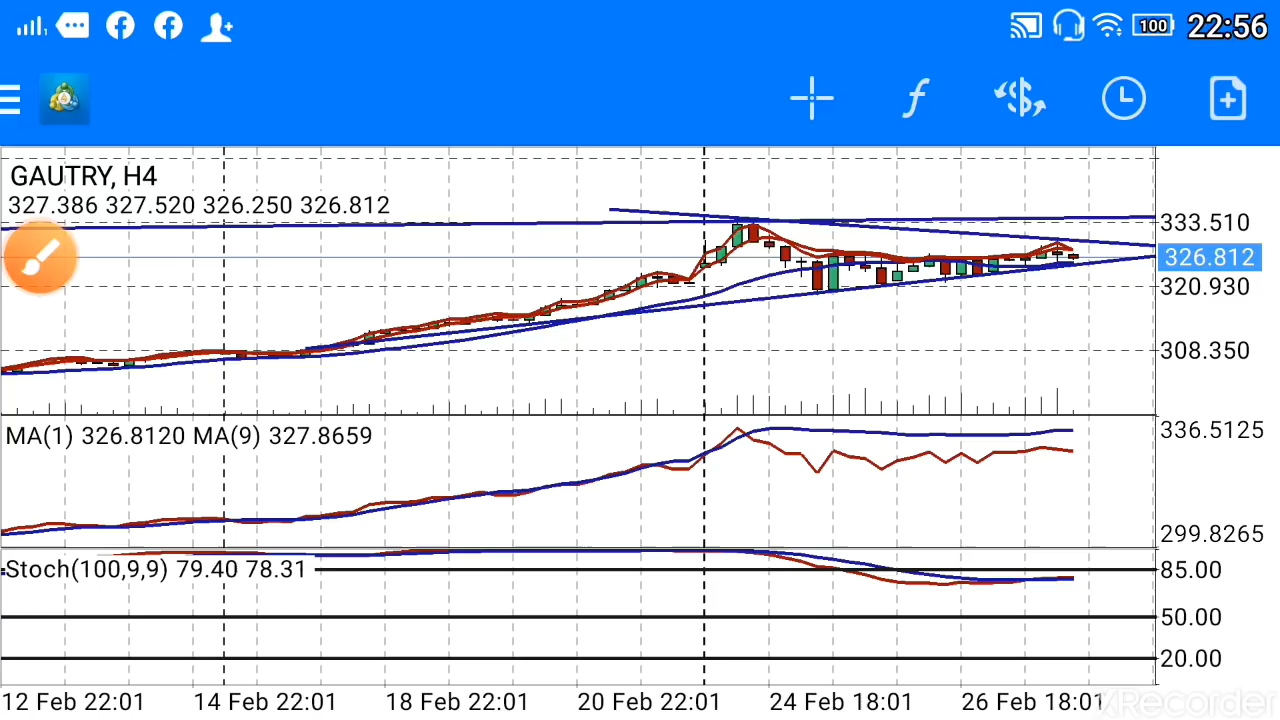 100 22:56
GAUTRY, H4
327.386 327.520 326.250 326.812
333.510
326.812
320.930
308.350
MA(1) 326.8120 MA(9) 327.8659
336.5125
299.8265
Stoch(100,9,9) 79.40 78.31
85.00
50.00
20.00
12 Feb 22:01 14 Feb 22:01 18 Feb 22:01 20 Feb 22:01 24 Feb 18:01 26 Feb 18:01
XRecorder